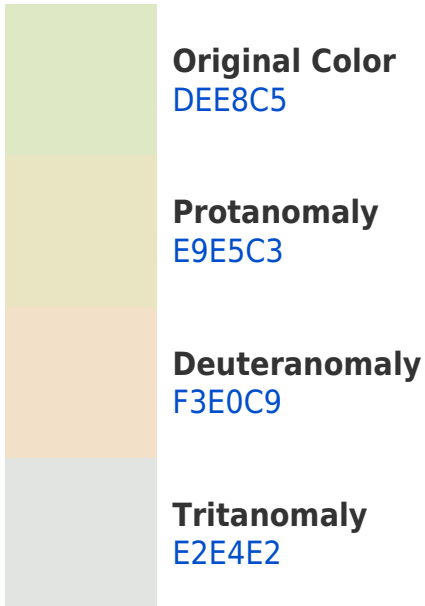 Original Color
DEE8C5
Protanomaly
E9E5C3
Deuteranomaly
F3E0C9
Tritanomaly
E2E4E2